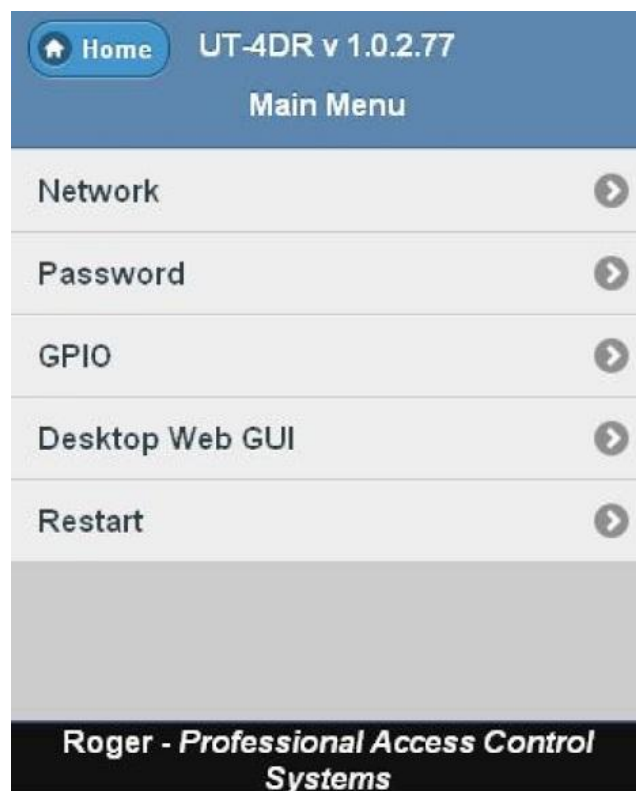 Home
UT-4DR v 1.0.2.77
Main Menu
Network
Password
GPIO
Desktop Web GUI
Restart
Roger - Professional Access Control
Systems